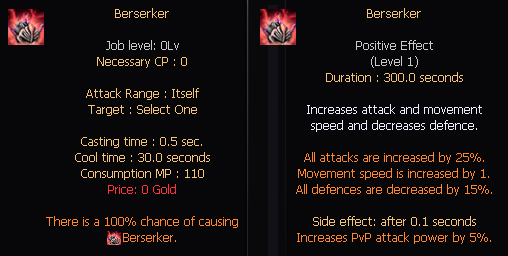 Berserker
Job level: 0Lv
Necessary CP : 0
Attack Range : Itself
Target : Select One
Casting time : 0.5 sec.
Cool time : 30.0 seconds
Consumption MP : 110
Price: 0 Gold
There is a 100% chance of causing
Berserker.
Berserker
Positive Effect
(Level 1)
Duration : 300.0 seconds
Increases attack and movement
speed and decreases defence.
All attacks are increased by 25%.
Movement speed is increased by 1.
All defences are decreased by 15%.
Side effect: after 0.1 seconds
Increases PvP attack power by 5%.